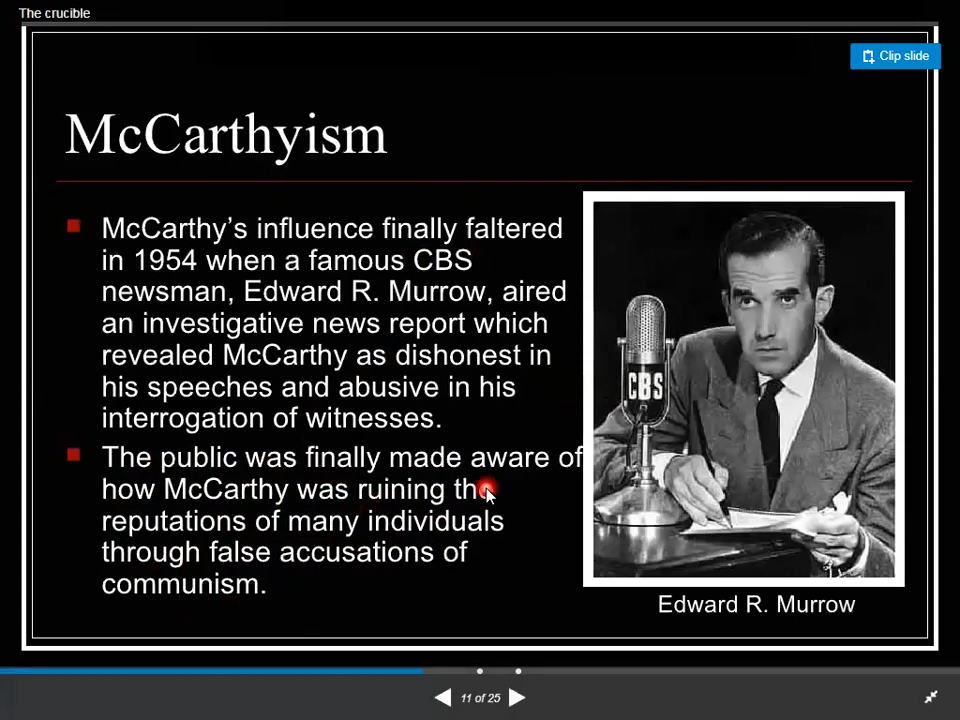 The crucible
Clip slide
McCarthyism
McCarthy’s influence finally faltered
in 1954 when a famous CBS
newsman, Edward R. Murrow, aired
an investigative news report which
revealed McCarthy as dishonest in
his speeches and abusive in his
interrogation of witnesses.
The public was finally made aware of
how McCarthy was ruining the
reputations of many individuals
through false accusations of
communism.
CBS
Edward R. Murrow
11 of 25